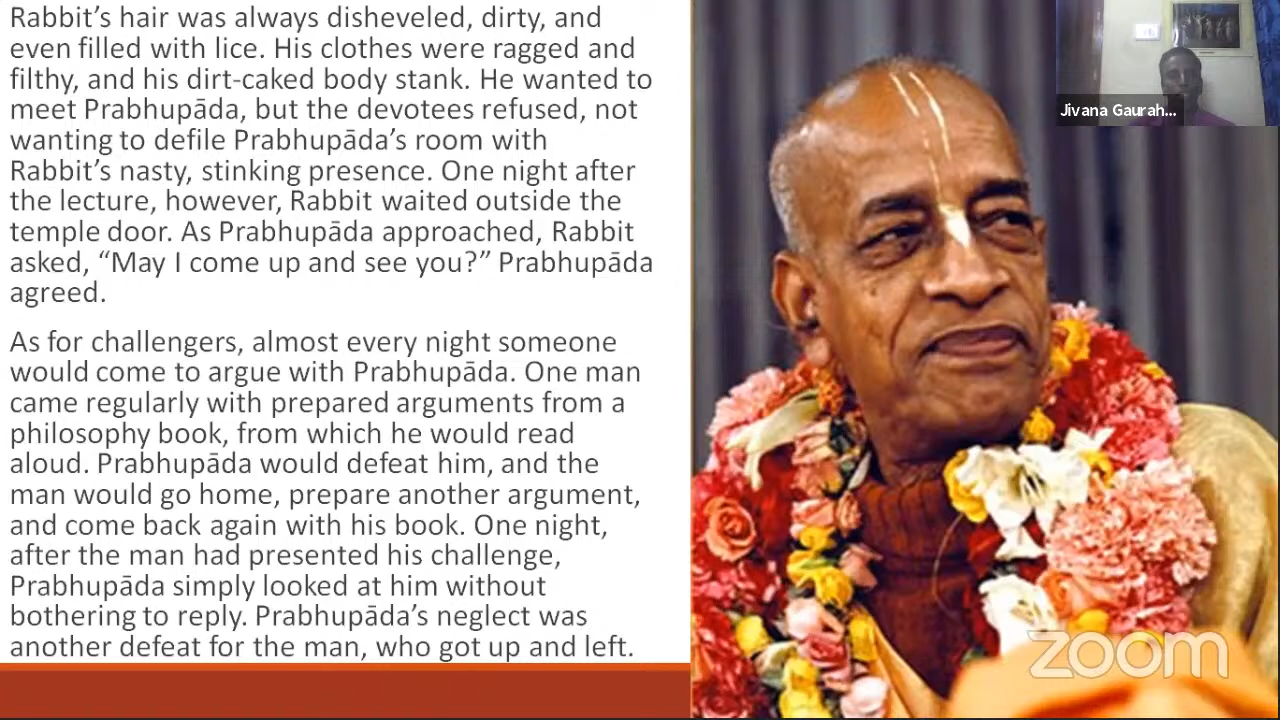 Rabbit’s hair was always disheveled, dirty, and
even filled with lice. His clothes were ragged and
filthy, and his dirt-caked body stank. He wanted to
meet Prabhupāda, but the devotees refused, not
wanting to defile Prabhupāda’s room with
Rabbit’s nasty, stinking presence. One night after
the lecture, however, Rabbit waited outside the
temple door. As Prabhupāda approached, Rabbit
asked, “May I come up and see you?” Prabhupāda
agreed.
As for challengers, almost every night someone
would come to argue with Prabhupāda. One man
came regularly with prepared arguments from a
philosophy book, from which he would read
aloud. Prabhupāda would defeat him, and the
man would go home, prepare another argument,
and come back again with his book. One night,
after the man had presented his challenge,
Prabhupāda simply looked at him without
bothering to reply. Prabhupāda’s neglect was
another defeat for the man, who got up and left.
Jivana Gaurah...
zoom